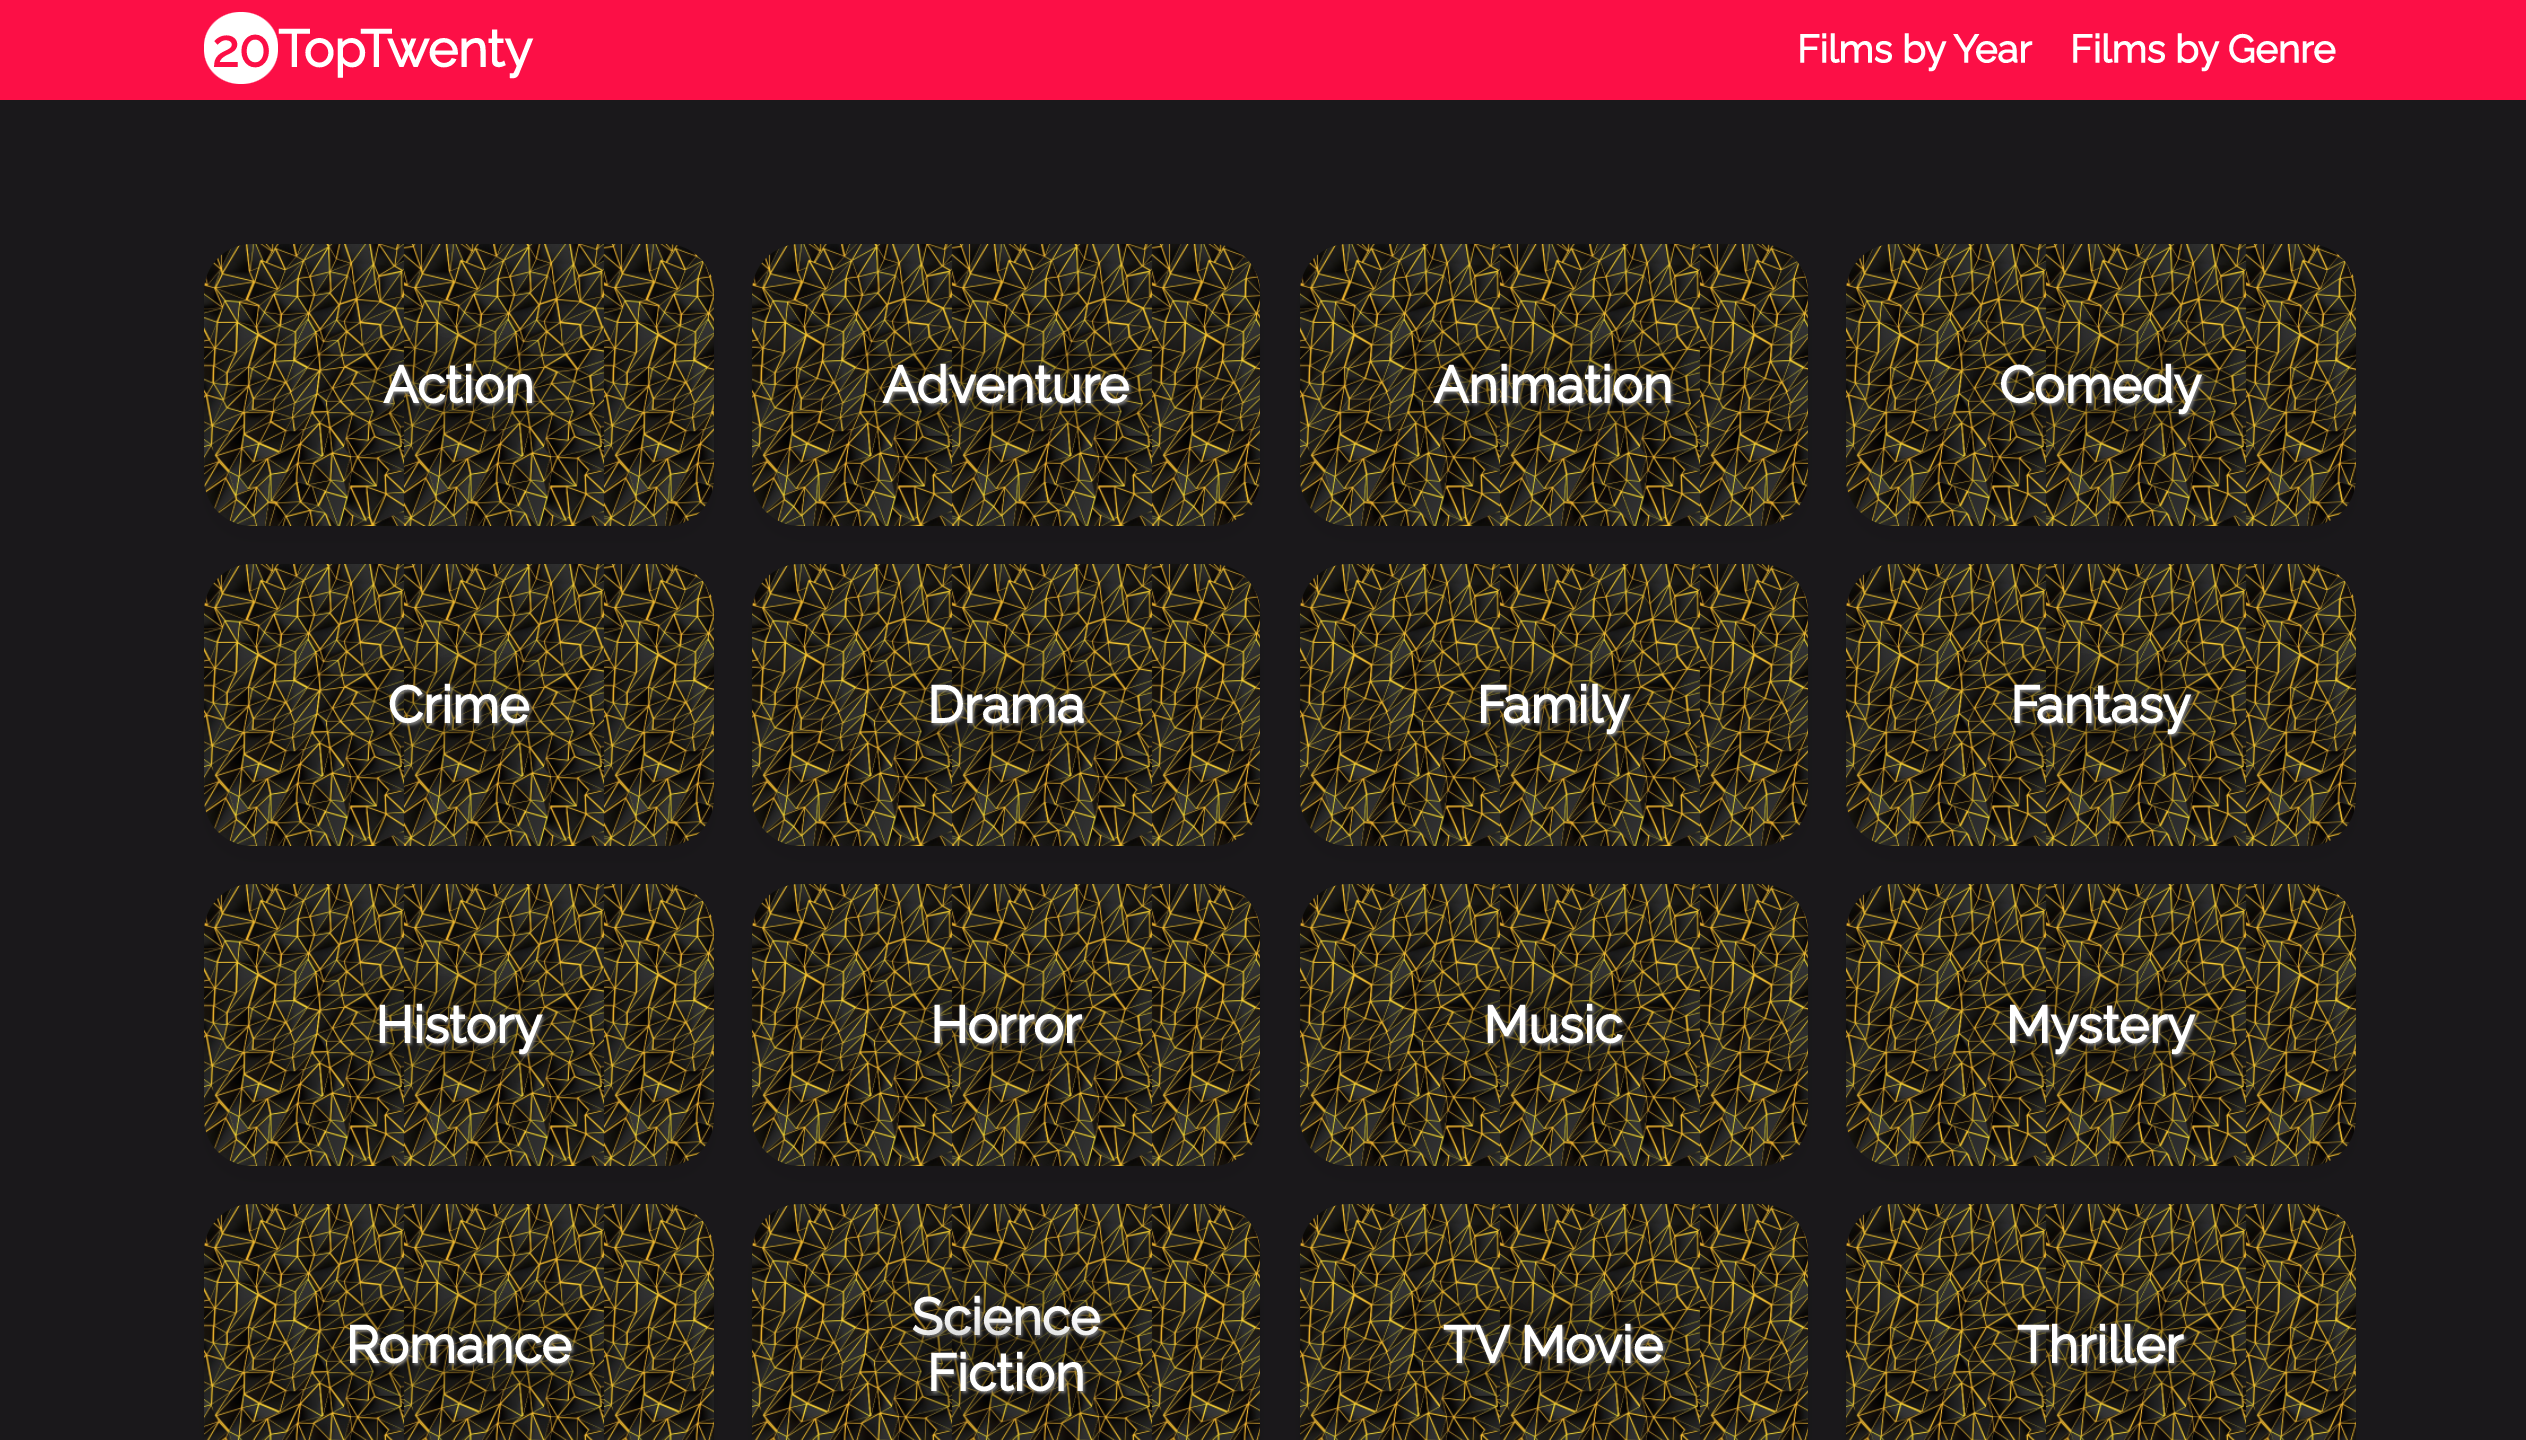 20 TopTwenty
Films by Year
Films by Genre
Action
Adventure
Animation
Comedy
Crime
Drama
Family
Fantasy
History
Horror
Music
Mystery
Romance
Science
Fiction
TV Movie
Thriller